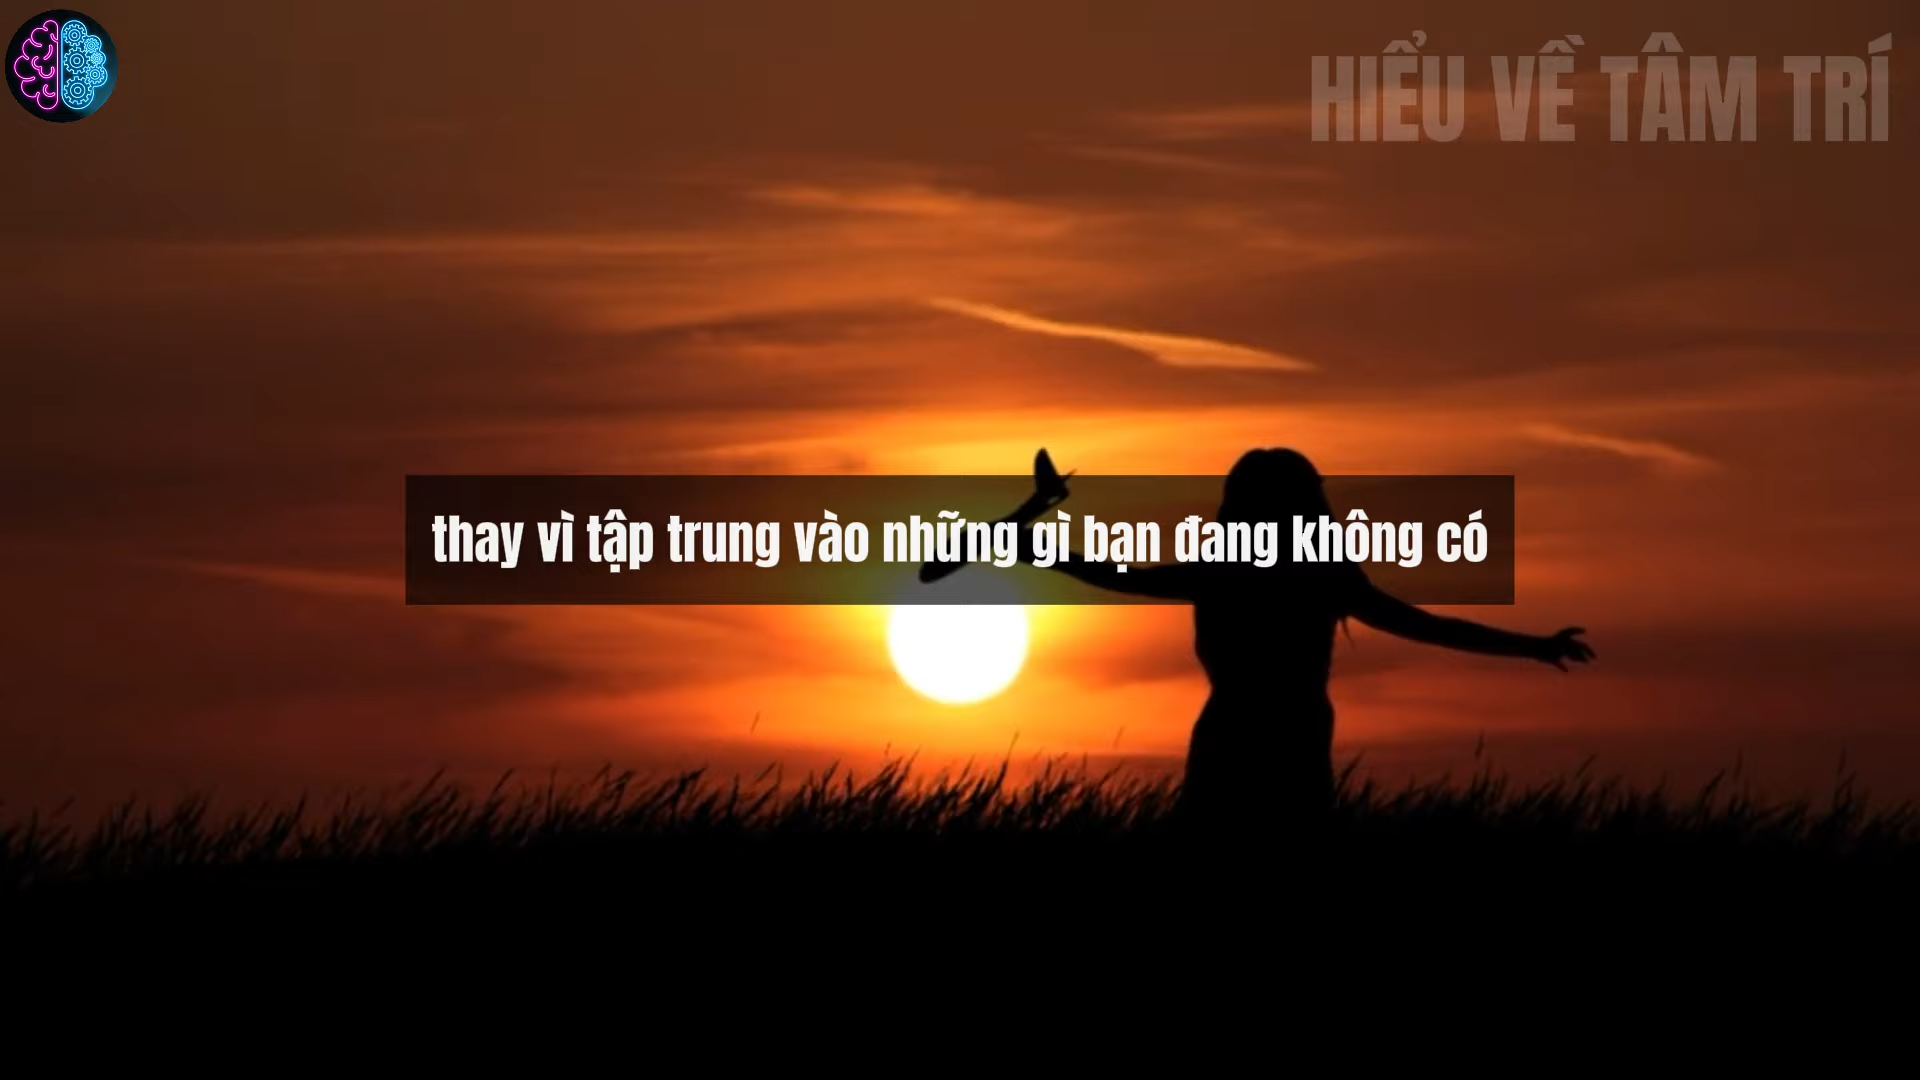 HIỂU VỀ TÂM TRÍ
thay vì tập trung vào những gì bạn đang không có